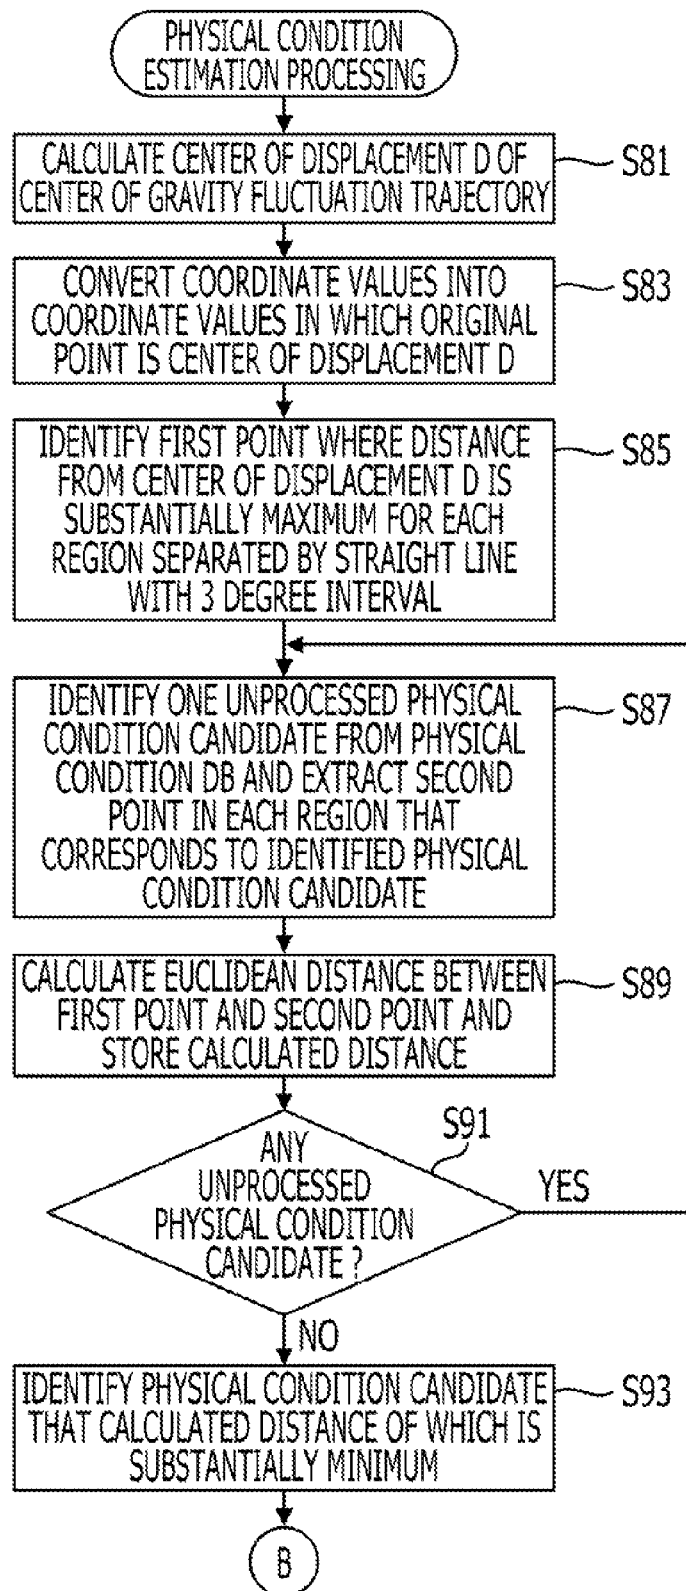 PHYSICAL CONDITION
ESTIMATION PROCESSING
CALCULATE CENTER OF DISPLACEMENT D OF
CENTER OF GRAVITY FLUCTUATION TRAJECTORY
S81
CONVERT COORDINATE VALUES INTO
COORDINATE VALUES IN WHICH ORIGINAL
POINT IS CENTER OF DISPLACEMENT D
S83
IDENTIFY FIRST POINT WHERE DISTANCE
FROM CENTER OF DISPLACEMENT D IS
SUBSTANTIALLY MAXIMUM FOR EACH
REGION SEPARATED BY STRAIGHT LINE
WITH 3 DEGREE INTERVAL
S85
IDENTIFY ONE UNPROCESSED PHYSICAL
CONDITION CANDIDATE FROM PHYSICAL
CONDITION DB AND EXTRACT SECOND
POINT IN EACH REGION THAT
CORRESPONDS TO IDENTIFIED PHYSICAL
CONDITION CANDIDATE
S87
CALCULATE EUCLIDEAN DISTANCE BETWEEN
FIRST POINT AND SECOND POINT AND
STORE CALCULATED DISTANCE
S89
S91
ANY
UNPROCESSED
PHYSICAL CONDITION
CANDIDATE ?
YES
NO
IDENTIFY PHYSICAL CONDITION CANDIDATE
THAT CALCULATED DISTANCE OF WHICH IS
SUBSTANTIALLY MINIMUM
S93
B